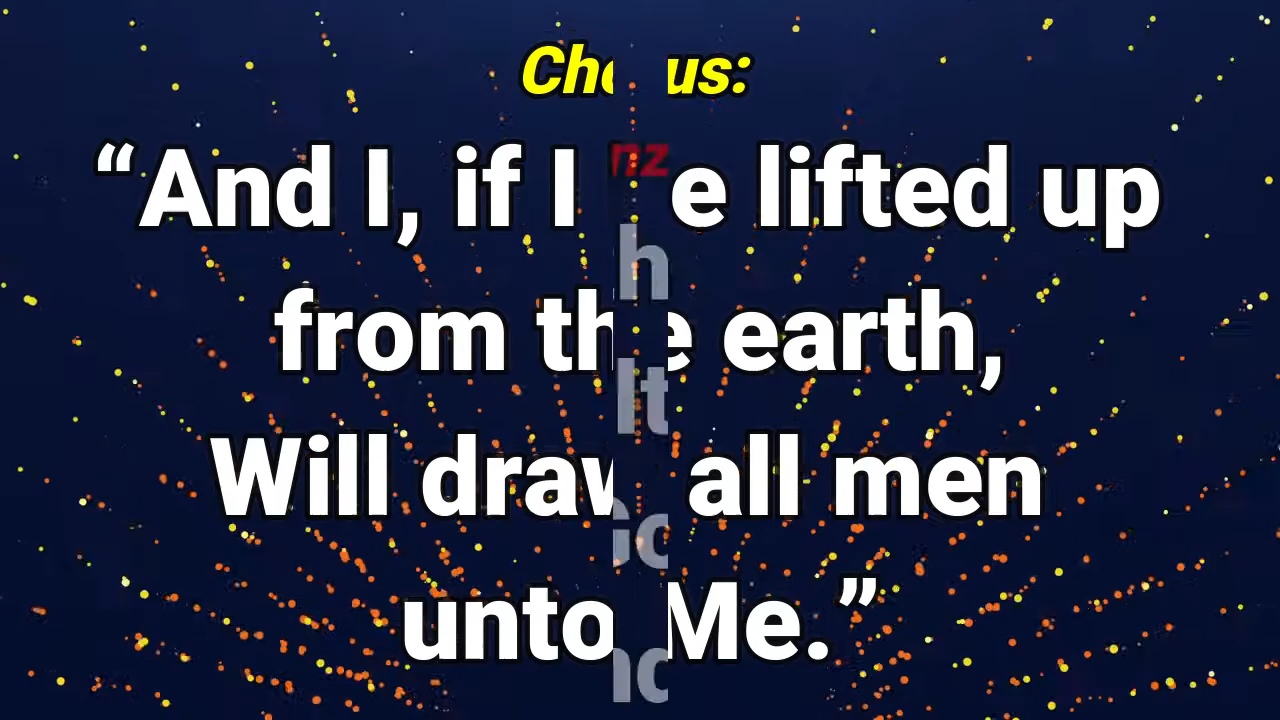 Chorus:
“And I, if I be lifted up
from the earth,
Will draw all men
unto Me.”